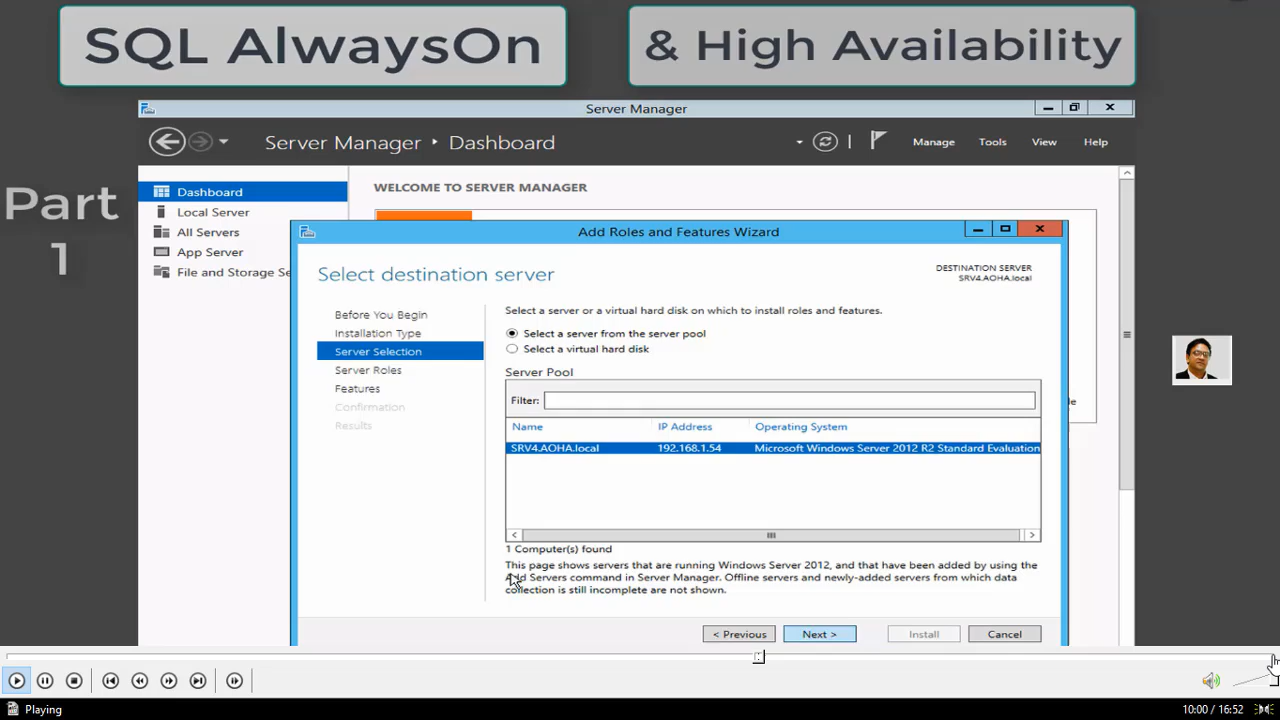 SQL AlwaysOn
& High Availability
Server Manager
Server Manager • Dashboard
Manage
Tools
View
Help
Part
1
Dashboard
Local Server
All Servers
App Server
File and Storage Se
WELCOME TO SERVER MANAGER
Add Roles and Features Wizard
Select destination server
DESTINATION SERVER
SRV4.AOHA.local
Before You Begin
Installation Type
Server Selection
Server Roles
Features
Confirmation
Results
Select a server or a virtual hard disk on which to install roles and features.
Select a server from the server pool
Select a virtual hard disk
Server Pool
Filter:
Name IP Address Operating System
SRV4.AOHA.local 192.168.1.54 Microsoft Windows Server 2012 R2 Standard Evaluation
1 Computer(s) found
This page shows servers that are running Windows Server 2012, and that have been added by using the
Add Servers command in Server Manager. Offline servers and newly-added servers from which data
collection is still incomplete are not shown.
< Previous
Next >
Install
Cancel
Playing
10:00 / 16:52